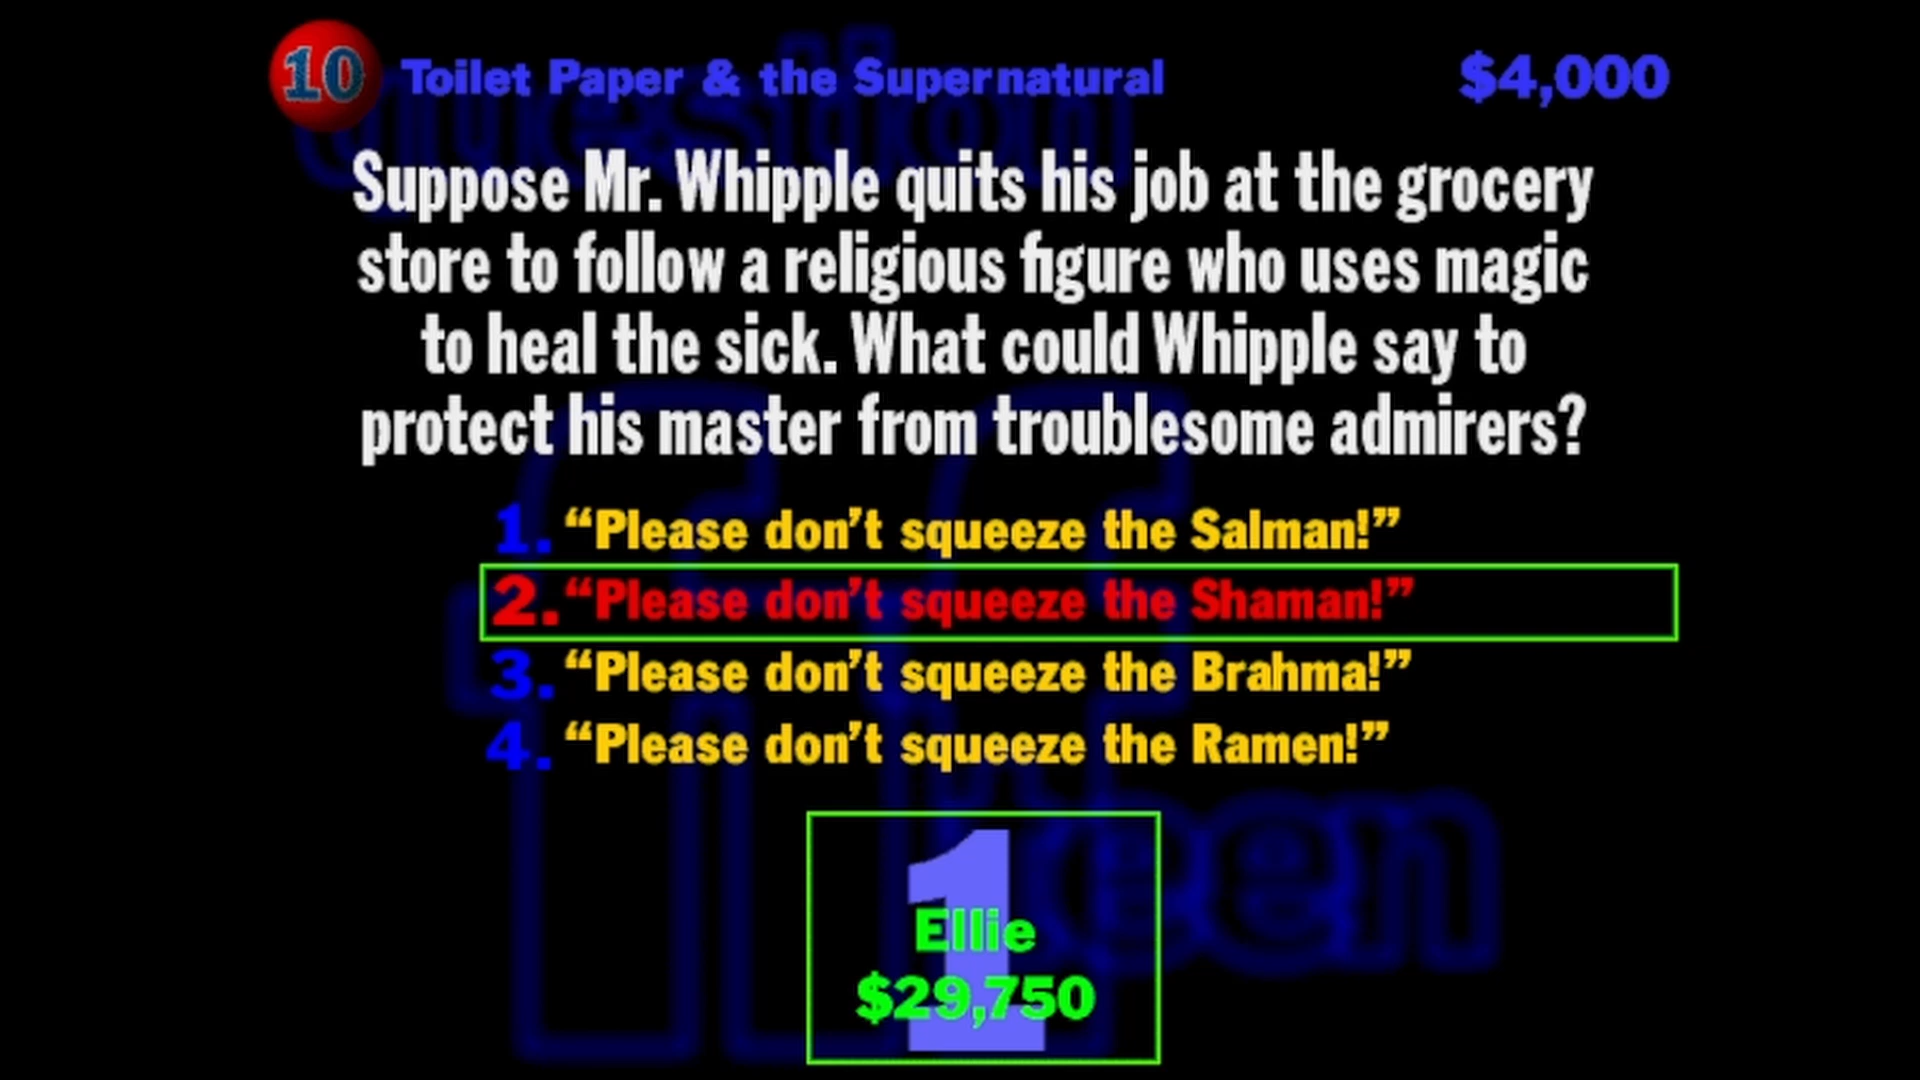 10 Toilet Paper & the Supernatural $4,000
Suppose Mr. Whipple quits his job at the grocery
store to follow a religious figure who uses magic
to heal the sick. What could Whipple say to
protect his master from troublesome admirers?
1. “Please don’t squeeze the Salman!”
2. “Please don’t squeeze the Shaman!”
3. “Please don’t squeeze the Brahma!”
4. “Please don’t squeeze the Ramen!”
1
Ellie
$29,750